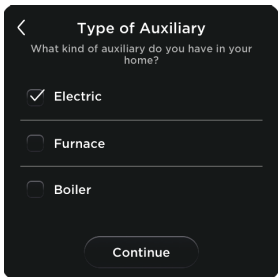 Type of Auxiliary
What kind of auxiliary do you have in your
home?
Electric
Furnace
Boiler
Continue